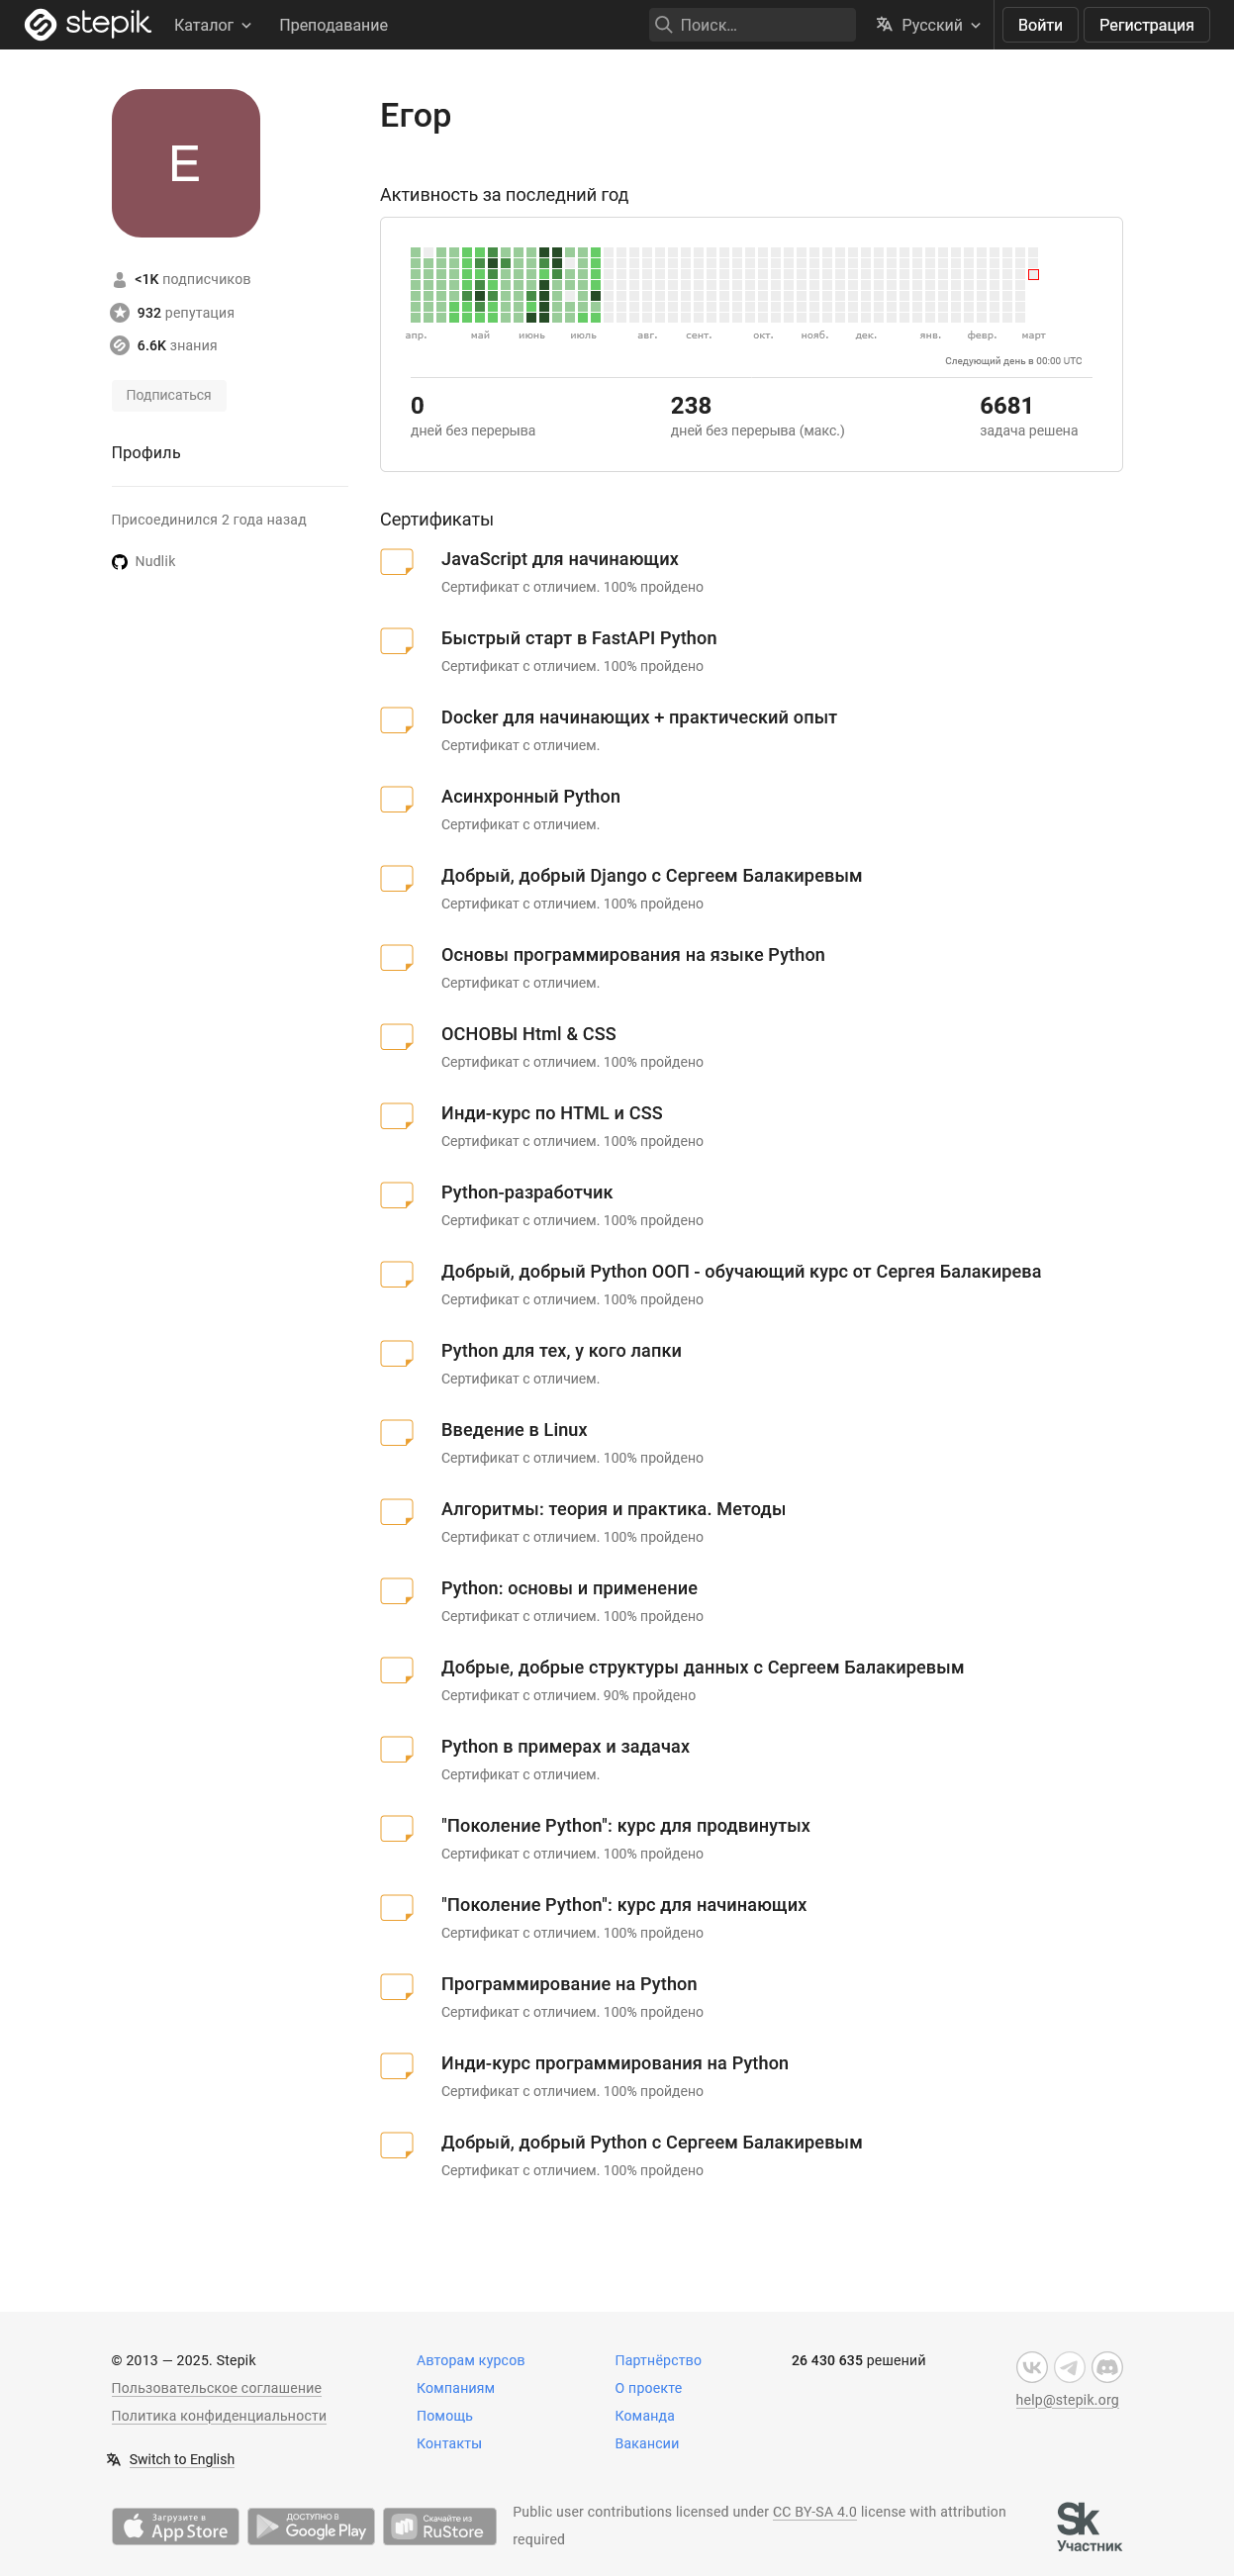 stepik Каталог Преподавание Поиск... Русский Войти Регистрация
E
<1K подписчиков
932 репутация
6.6K знания
Подписаться
Профиль
Присоединился 2 года назад
Nudlik
Егор
Активность за последний год
апр. май июнь июль авг. сент. окт. нояб. дек. янв. февр. март
Следующий день в 00:00 UTC
0 238 6681
дней без перерыва дней без перерыва (макс.) задача решена
Сертификаты
JavaScript для начинающих
Сертификат с отличием. 100% пройдено
Быстрый старт в FastAPI Python
Сертификат с отличием. 100% пройдено
Docker для начинающих + практический опыт
Сертификат с отличием.
Асинхронный Python
Сертификат с отличием.
Добрый, добрый Django с Сергеем Балакиревым
Сертификат с отличием. 100% пройдено
Основы программирования на языке Python
Сертификат с отличием.
ОСНОВЫ Html & CSS
Сертификат с отличием. 100% пройдено
Инди-курс по HTML и CSS
Сертификат с отличием. 100% пройдено
Python-разработчик
Сертификат с отличием. 100% пройдено
Добрый, добрый Python ООП - обучающий курс от Сергея Балакирева
Сертификат с отличием. 100% пройдено
Python для тех, у кого лапки
Сертификат с отличием.
Введение в Linux
Сертификат с отличием. 100% пройдено
Алгоритмы: теория и практика. Методы
Сертификат с отличием. 100% пройдено
Python: основы и применение
Сертификат с отличием. 100% пройдено
Добрые, добрые структуры данных с Сергеем Балакиревым
Сертификат с отличием. 90% пройдено
Python в примерах и задачах
Сертификат с отличием.
"Поколение Python": курс для продвинутых
Сертификат с отличием. 100% пройдено
"Поколение Python": курс для начинающих
Сертификат с отличием. 100% пройдено
Программирование на Python
Сертификат с отличием. 100% пройдено
Инди-курс программирования на Python
Сертификат с отличием. 100% пройдено
Добрый, добрый Python с Сергеем Балакиревым
Сертификат с отличием. 100% пройдено
© 2013 — 2025. Stepik
Пользовательское соглашение
Политика конфиденциальности
Switch to English
Авторам курсов
Компаниям
Помощь
Контакты
Партнёрство
О проекте
Команда
Вакансии
26 430 635 решений
help@stepik.org
Загрузите в
App Store
ДОСТУПНО В
Google Play
Скачайте из
RuStore
Public user contributions licensed under CC BY-SA 4.0 license with attribution
required
Sk
Участник